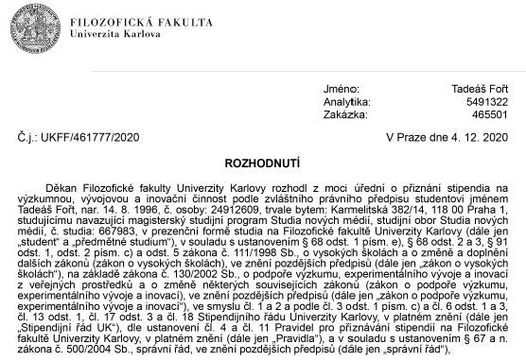 FILOZOFICKÁ FAKULTA
Univerzita Karlova
Jméno: Tadeáš Fořt
Analytika: 5491322
Zakázka: 465501
Č.j.: UKFF/461777/2020 V Praze dne 4. 12. 2020
ROZHODNUTÍ
Děkan Filozofické fakulty Univerzity Karlovy rozhodl z moci úřední o přiznání stipendia na
výzkumnou, vývojovou a inovační činnost podle zvláštního právního předpisu studentovi jménem
Tadeáš Fořt, nar. 14. 8. 1996, č. osoby: 24912609, trvale bytem: Karmelitská 382/14, 118 00 Praha 1,
studujícímu navazující magisterský studijní program Studia nových médií, studijní obor Studia nových
médií, č. studia: 667983, v prezenční formě studia na Filozofické fakultě Univerzity Karlovy (dále jen
„student" a „předmětné studium"), v souladu s ustanovením § 68 odst. 1 písm. e), § 68 odst. 2 a 3, § 91
odst. 1, odst. 2 písm. c) a odst. 5 zákona č. 111/1998 Sb., o vysokých školách a o změně a doplnění
dalších zákonů (zákon o vysokých školách), ve znění pozdějších předpisů (dále jen „zákon o vysokých
školách"), na základě zákona č. 130/2002 Sb., o podpoře výzkumu, experimentálního vývoje a inovací
z veřejných prostředků a o změně některých souvisejících zákonů (zákon o podpoře výzkumu,
experimentálního vývoje a inovací), ve znění pozdějších předpisů (dále jen „zákon o podpoře výzkumu,
experimentálního vývoje a inovací"), ve smyslu čl. 1 a 2 a podle čl. 3 odst. 1 písm. c) a čl. 6 odst. 1 a 3,
čl. 13 odst. 1, čl. 17 odst. 3 a čl. 18 Stipendijního řádu Univerzity Karlovy, v platném znění (dále jen
„Stipendijní řád UK"), dle ustanovení čl. 4 a čl. 11 Pravidel pro přiznávání stipendií na Filozofické
fakultě Univerzity Karlovy, v platném znění (dále jen „Pravidla"), a v souladu s ustanovením § 67 a n.
zákona č. 500/2004 Sb., správní řád, ve znění pozdějších předpisů (dále jen „správní řád"),